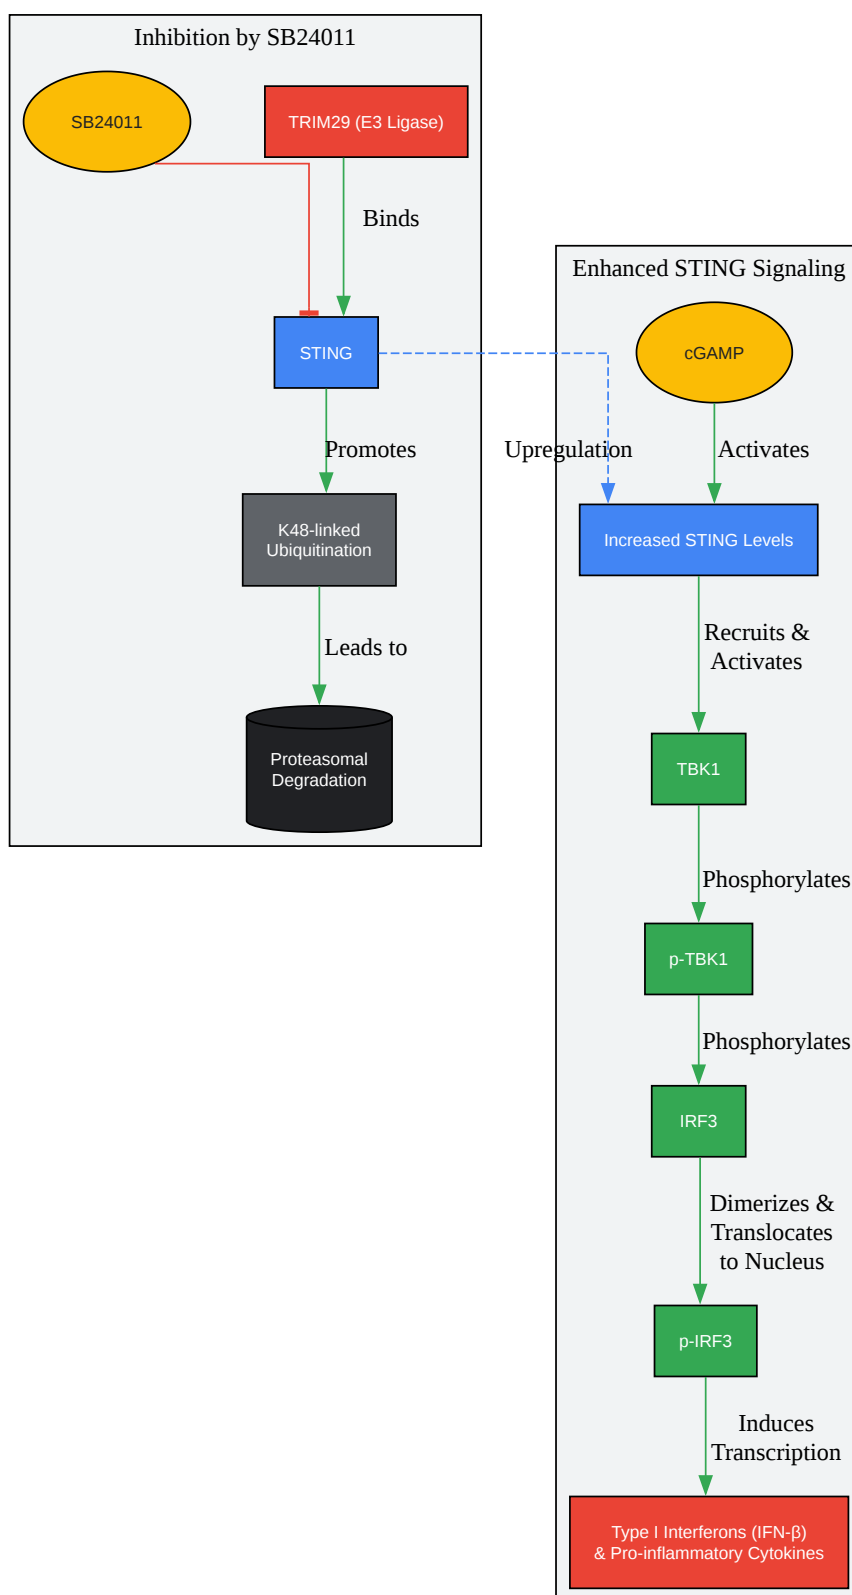 Inhibition by SB24011
SB24011
TRIM29 (E3 Ligase)
Binds
STING
Promotes
K48-linked
Ubiquitination
Leads to
Proteasomal
Degradation
Enhanced STING Signaling
cGAMP
Upregulation
Activates
Increased STING Levels
Recruits &
Activates
TBK1
Phosphorylates
p-TBK1
Phosphorylates
IRF3
Dimerizes &
Translocates
to Nucleus
p-IRF3
Induces
Transcription
Type I Interferons (IFN-β)
& Pro-inflammatory Cytokines